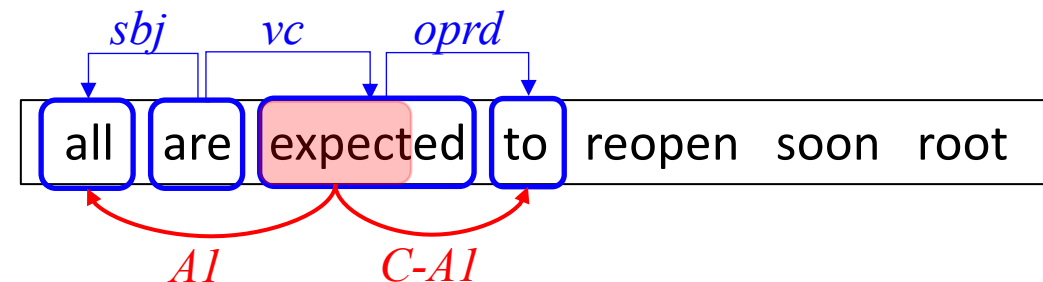 sbj vc oprd
all are expected to reopen soon root
A1 C-A1